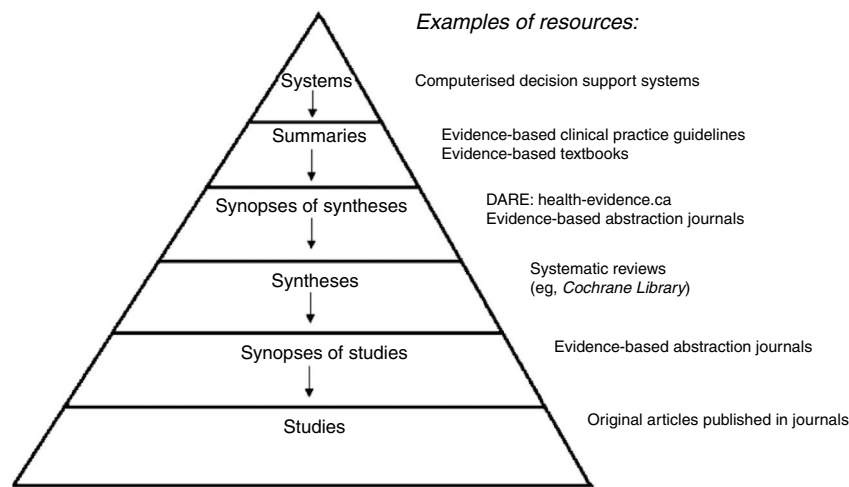 Examples of resources:
Systems
Computerised decision support systems
Summaries
Evidence-based clinical practice guidelines
Evidence-based textbooks
Synopses of syntheses
DARE: health-evidence.ca
Evidence-based abstraction journals
Syntheses
Systematic reviews
(eg, Cochrane Library)
Synopses of studies
Evidence-based abstraction journals
Studies
Original articles published in journals